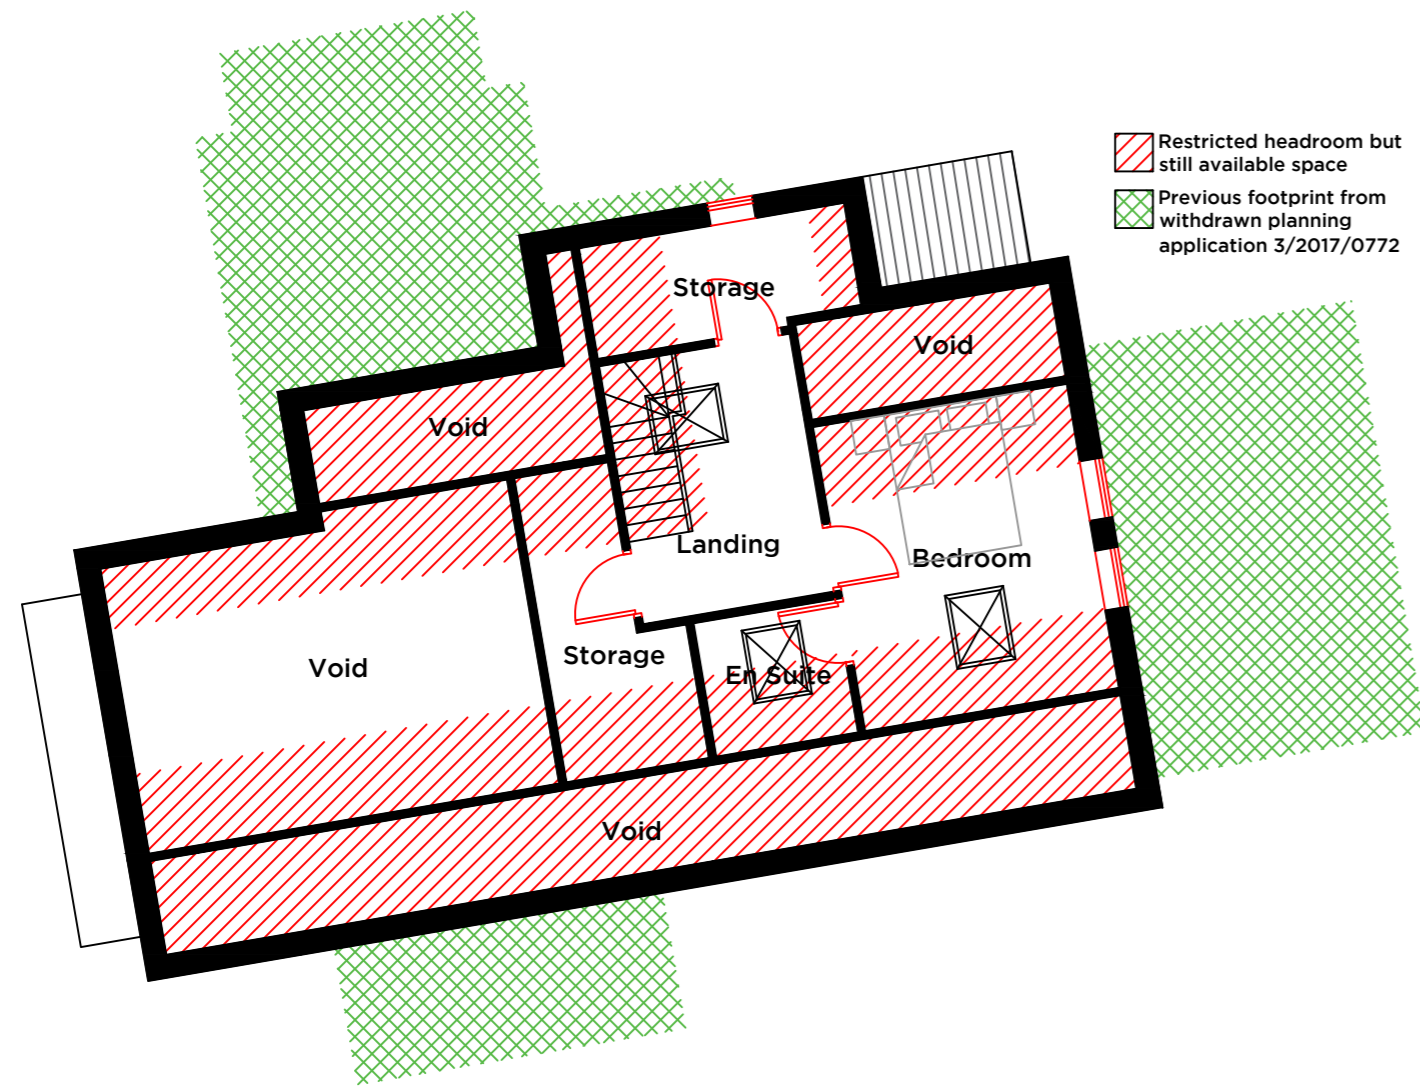 Restricted headroom but
still available space
Previous footprint from
withdrawn planning
application 3/2017/0772
Storage
Void
Void
Landing
Bedroom
Storage
Void
En Suite
Void